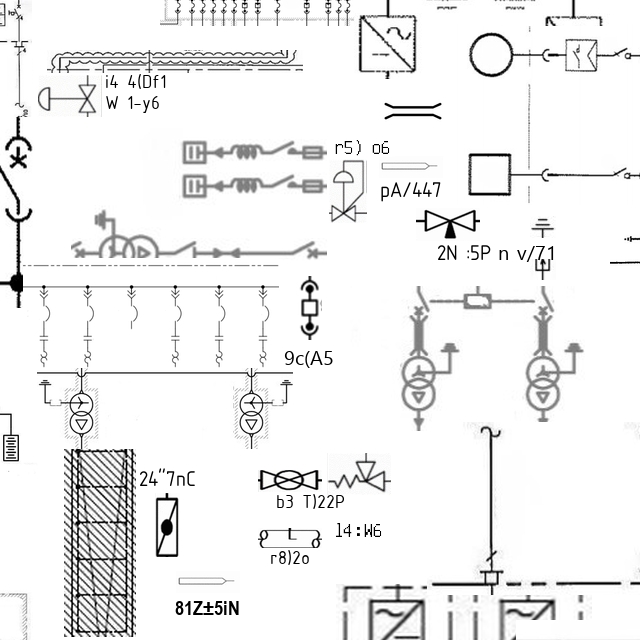 i4 4(Df1
W 1-y6
r5) o6
pA/447
2N :5P n v/71
9c(A5
24"7nC
b3 T)22P
l4:W6
r8)2o
81Z±5iN